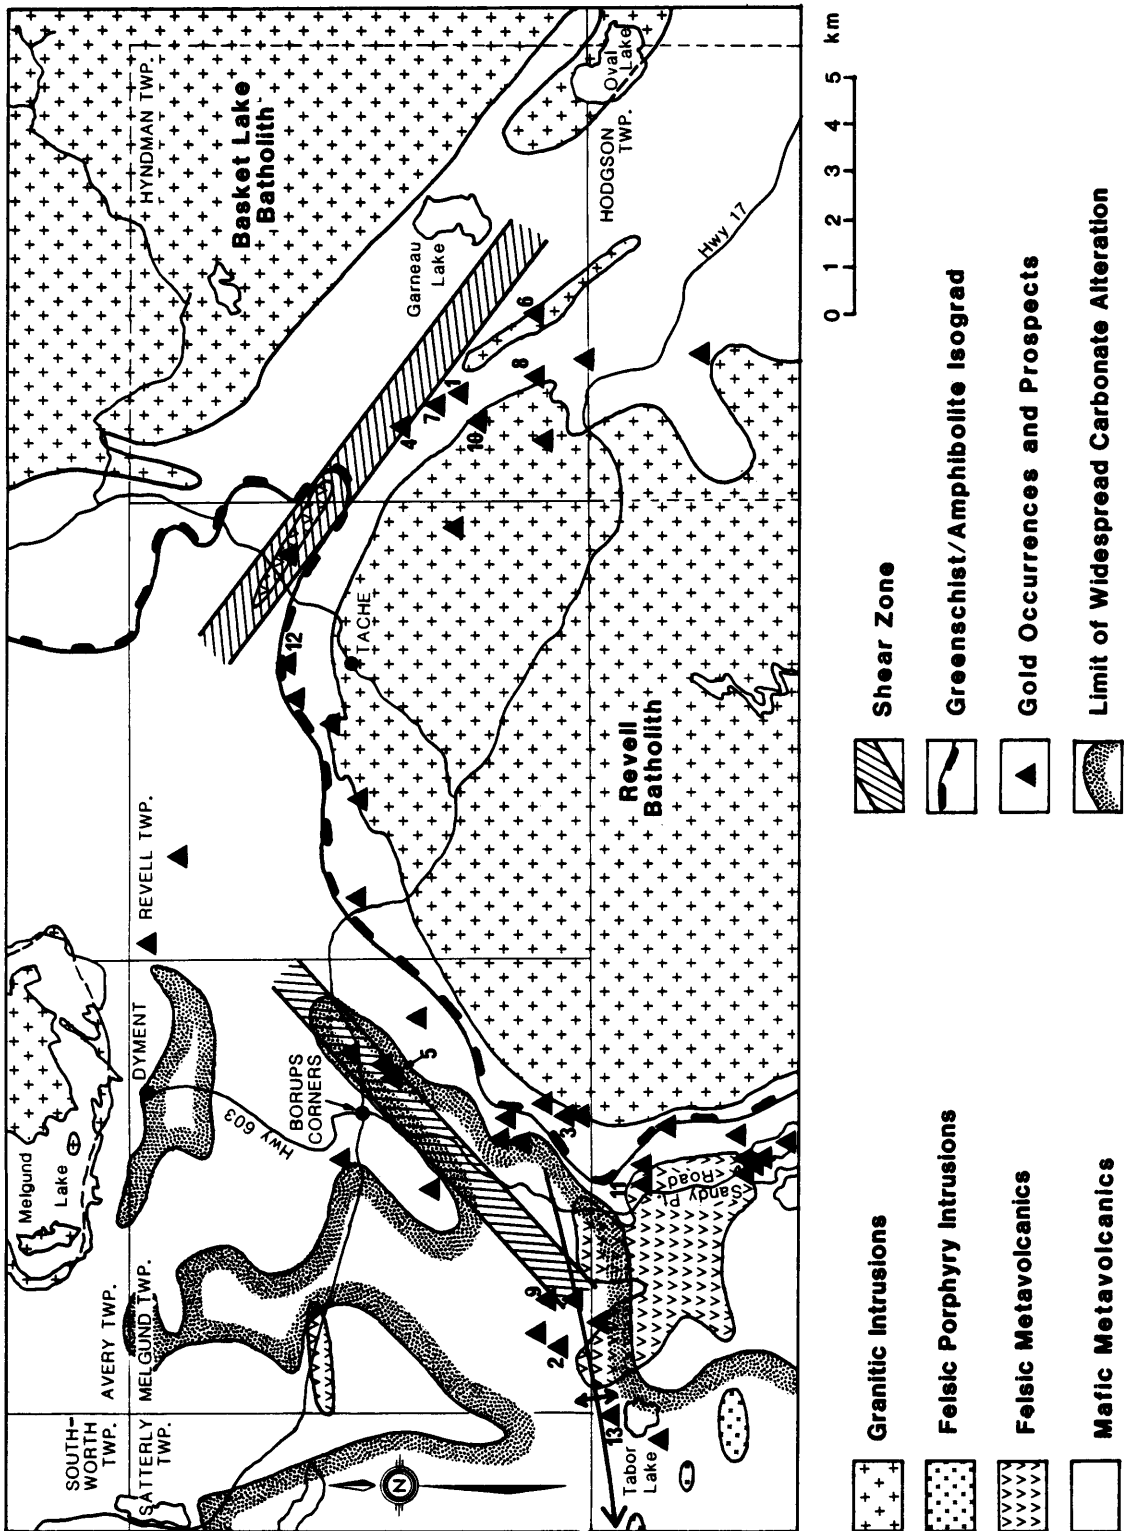 SOUTH-
WORTH
TWP.
AVERY TWP.
SATTERLY
TWP.
MELGUND TWP.
Melgund
Lake
DYMENT
REVELL TWP.
HYNDMAN TWP.
Basket Lake
Batholith
Hwy 603
BORUPS
CORNERS
5
12
TACHE
Garneau
Lake
4
7
1
10
8
6
HODGSON
TWP.
Oval
Lake
Hwy 17
Revell
Batholith
3
11
Sandy Pt.
Road
9
2
13
Tabor
Lake
N
0 1 2 3 4 5 km
Granitic Intrusions
Felsic Porphyry Intrusions
Felsic Metavolcanics
Mafic Metavolcanics
Shear Zone
Greenschist/Amphibolite Isograd
Gold Occurrences and Prospects
Limit of Widespread Carbonate Alteration